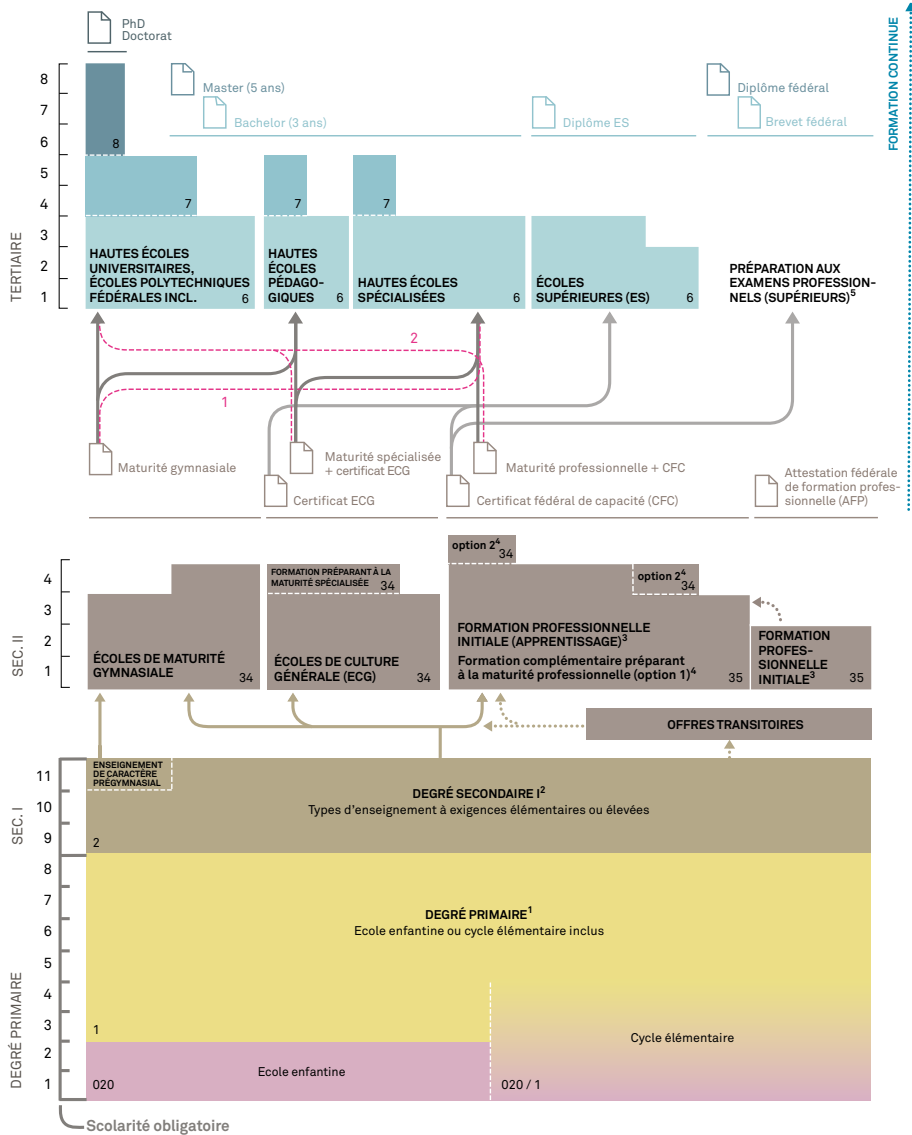 PhD
Doctorat
FORMATION CONTINUE
8
7
6
5
4
3
2
1
TERTIAIRE
Master (5 ans)
Bachelor (3 ans)
Diplôme ES
Diplôme fédéral
Brevet fédéral
8
7
7
7
HAUTES ÉCOLES
UNIVERSITAIRES,
ÉCOLES POLYTECHNIQUES
FÉDÉRALES INCL.
6
HAUTES
ÉCOLES
PÉDAGO-
GIQUES
6
HAUTES ÉCOLES
SPÉCIALISÉES
6
ÉCOLES
SUPÉRIEURES (ES)
6
PRÉPARATION AUX
EXAMENS PROFESSION-
NELS (SUPÉRIEURS)5
2
1
Maturité gymnasiale
Maturité spécialisée
+ certificat ECG
Maturité professionnelle + CFC
Certificat ECG
Certificat fédéral de capacité (CFC)
Attestation fédérale
de formation profes-
sionnelle (AFP)
4
3
2
1
SEC. II
ÉCOLES DE MATURITÉ
GYMNASIALE
34
FORMATION PRÉPARANT À LA
MATURITÉ SPÉCIALISÉE
34
ÉCOLES DE CULTURE
GÉNÉRALE (ECG)
34
option 24
34
option 24
34
FORMATION PROFESSIONNELLE
INITIALE (APPRENTISSAGE)3
Formation complémentaire préparant
à la maturité professionnelle (option 1)4
35
FORMATION
PROFES-
SIONNELLE
INITIALE3
35
OFFRES TRANSITOIRES
11
10
9
SEC. I
ENSEIGNEMENT
DE CARACTÈRE
PRÉGYMNASIAL
DEGRÉ SECONDAIRE I2
Types d'enseignement à exigences élémentaires ou élevées
2
8
7
6
5
4
3
2
1
DEGRÉ PRIMAIRE
DEGRÉ PRIMAIRE1
Ecole enfantine ou cycle élémentaire inclus
1
Cycle élémentaire
Ecole enfantine
020
020 / 1
Scolarité obligatoire